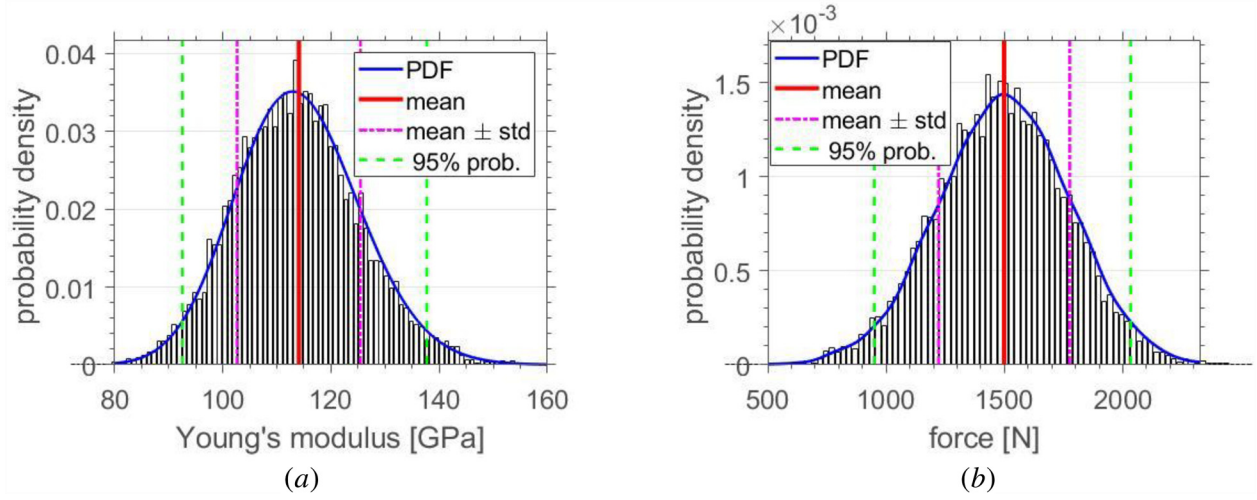 0.04
0.03
0.02
0.01
0
probability density
PDF
mean
mean ± std
95% prob.
80
100
120
140
160
Young's modulus [GPa]
(a)
×10⁻³
1.5
1
0.5
0
probability density
PDF
mean
mean ± std
95% prob.
500
1000
1500
2000
force [N]
(b)